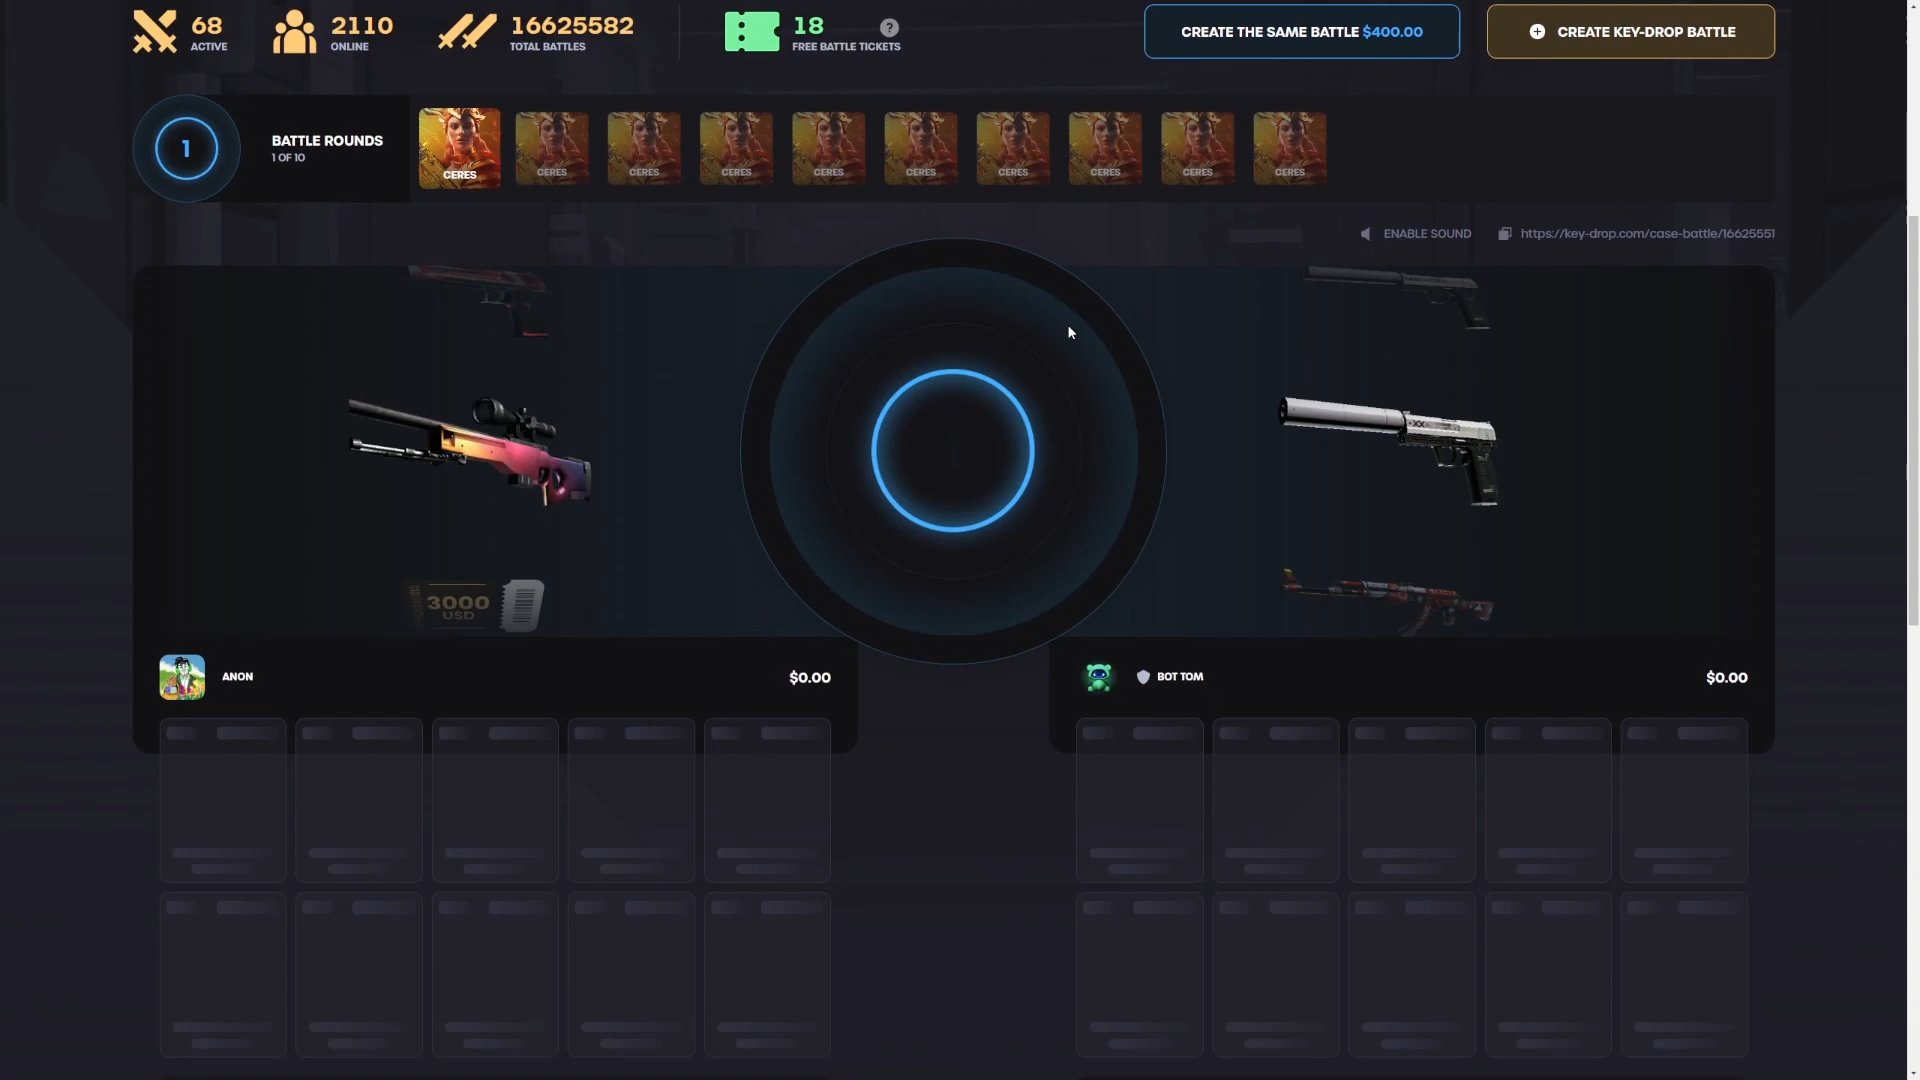 68
ACTIVE
2110
ONLINE
16625582
TOTAL BATTLES
18
FREE BATTLE TICKETS
?
CREATE THE SAME BATTLE $400.00
CREATE KEY-DROP BATTLE
1
BATTLE ROUNDS
1 OF 10
CERES
CERES
CERES
CERES
CERES
CERES
CERES
CERES
CERES
CERES
ENABLE SOUND
https://key-drop.com/case-battle/16625551
3000
USD
ANON
$0.00
BOT TOM
$0.00